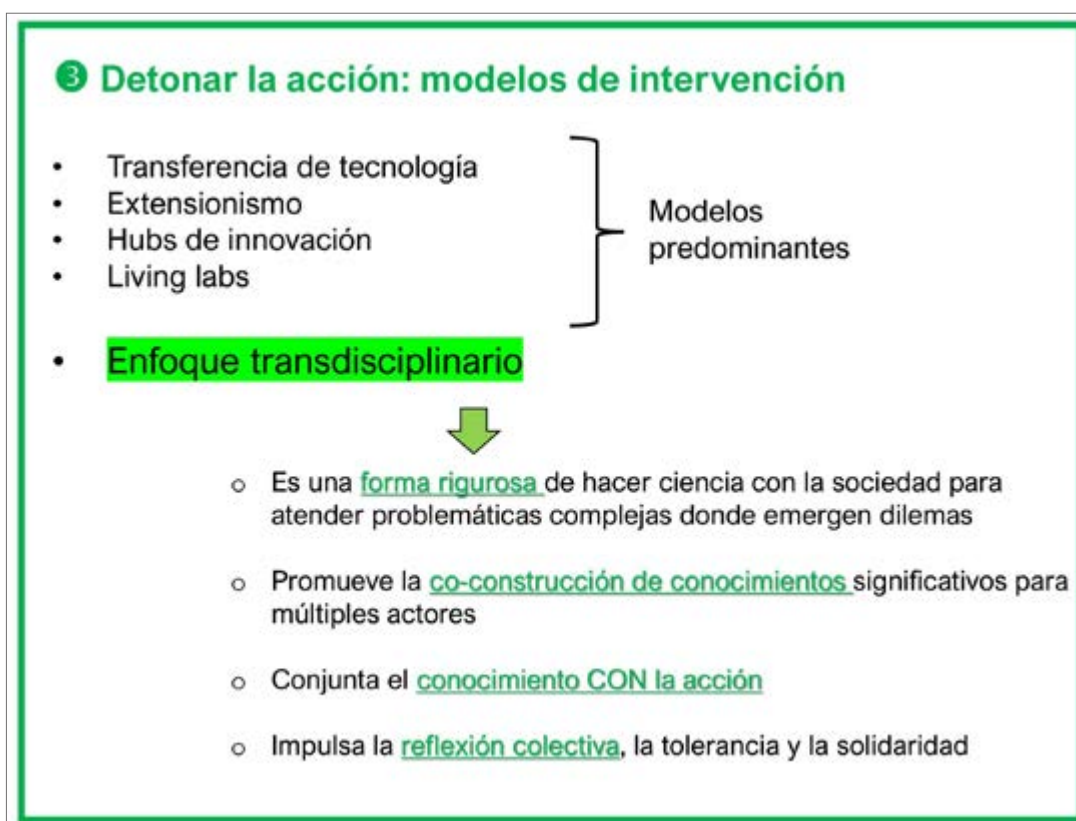 ❸ Detonar la acción: modelos de intervención
• Transferencia de tecnología
• Extensionismo
• Hubs de innovación
• Living labs
Modelos
predominantes
• Enfoque transdisciplinario
o Es una forma rigurosa de hacer ciencia con la sociedad para
atender problemáticas complejas donde emergen dilemas
o Promueve la co-construcción de conocimientos significativos para
múltiples actores
o Conjunta el conocimiento CON la acción
o Impulsa la reflexión colectiva, la tolerancia y la solidaridad